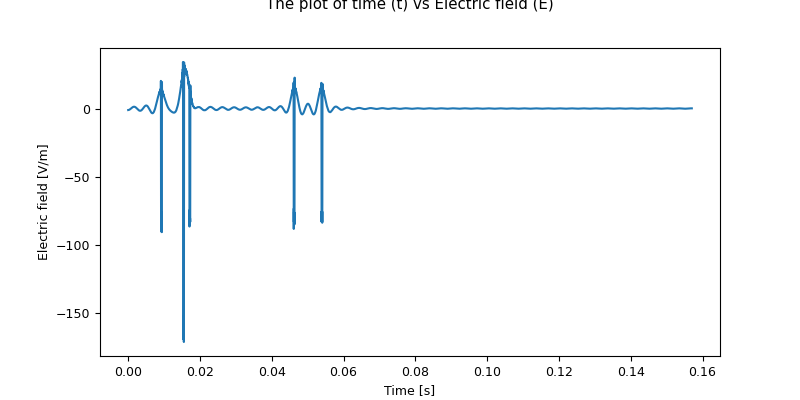 The plot of time (t) vs Electric field (E)
Electric field [V/m]
0
−50
−100
−150
0.00 0.02 0.04 0.06 0.08 0.10 0.12 0.14 0.16
Time [s]